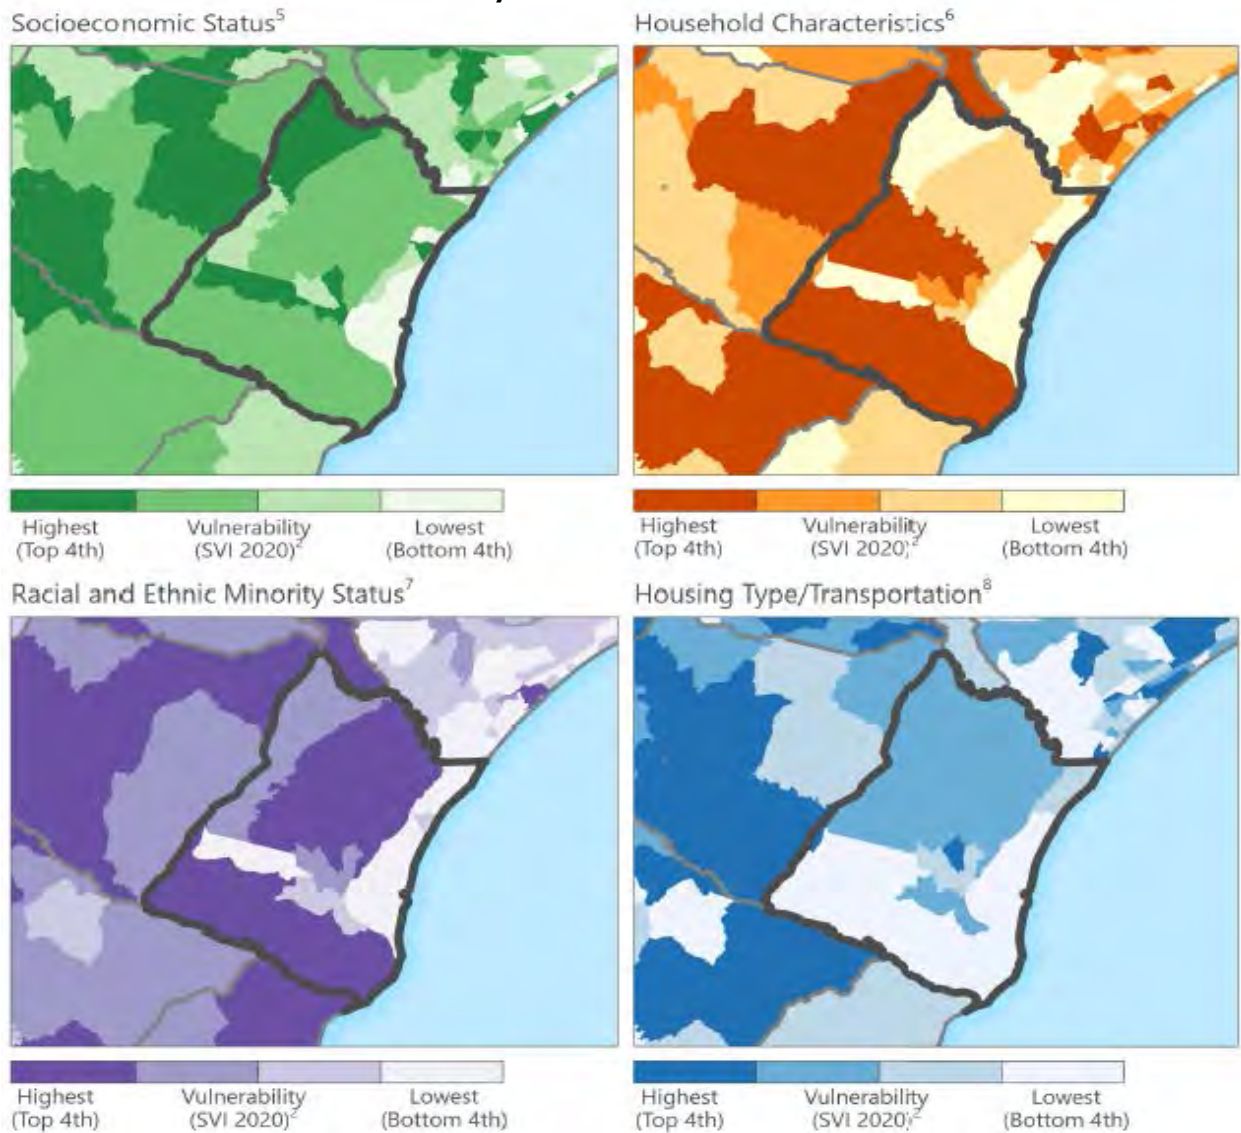 Socioeconomic Status⁵
Household Characteristics⁶
Highest
(Top 4th)
Vulnerability
(SVI 2020)²
Lowest
(Bottom 4th)
Highest
(Top 4th)
Vulnerability
(SVI 2020)²
Lowest
(Bottom 4th)
Racial and Ethnic Minority Status⁷
Housing Type/Transportation⁸
Highest
(Top 4th)
Vulnerability
(SVI 2020)²
Lowest
(Bottom 4th)
Highest
(Top 4th)
Vulnerability
(SVI 2020)²
Lowest
(Bottom 4th)